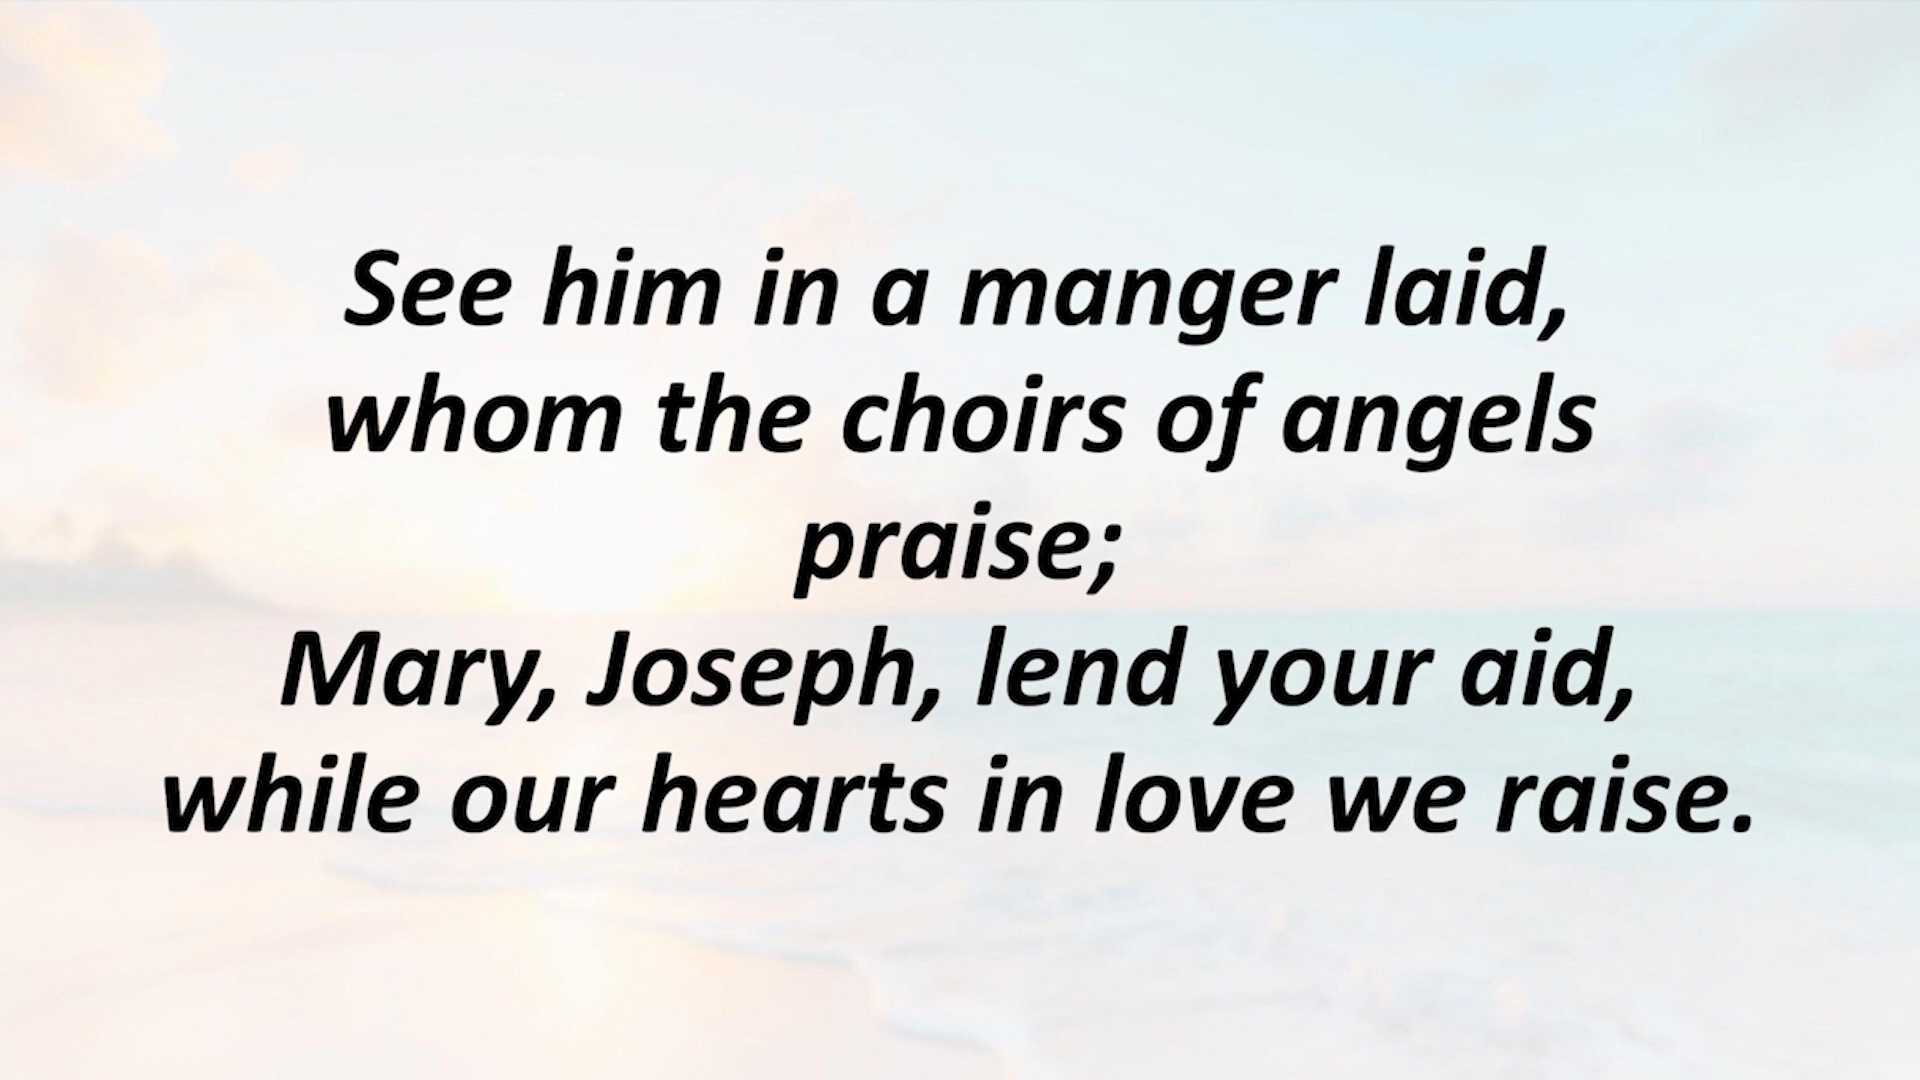 See him in a manger laid,
whom the choirs of angels
praise;
Mary, Joseph, lend your aid,
while our hearts in love we raise.